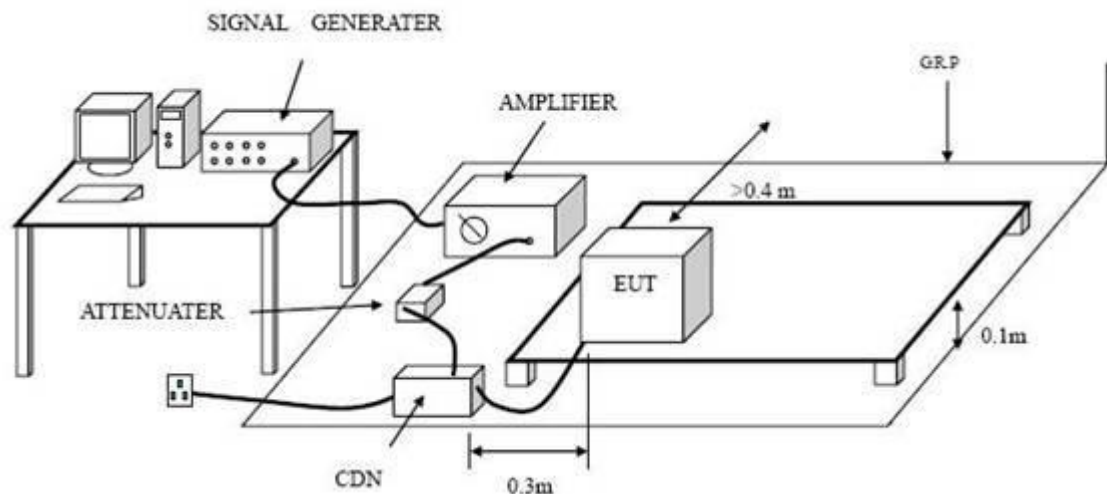 SIGNAL GENERATER
GRP
AMPLIFIER
>0.4 m
EUT
ATTENUATER
0.1m
CDN
0.3m